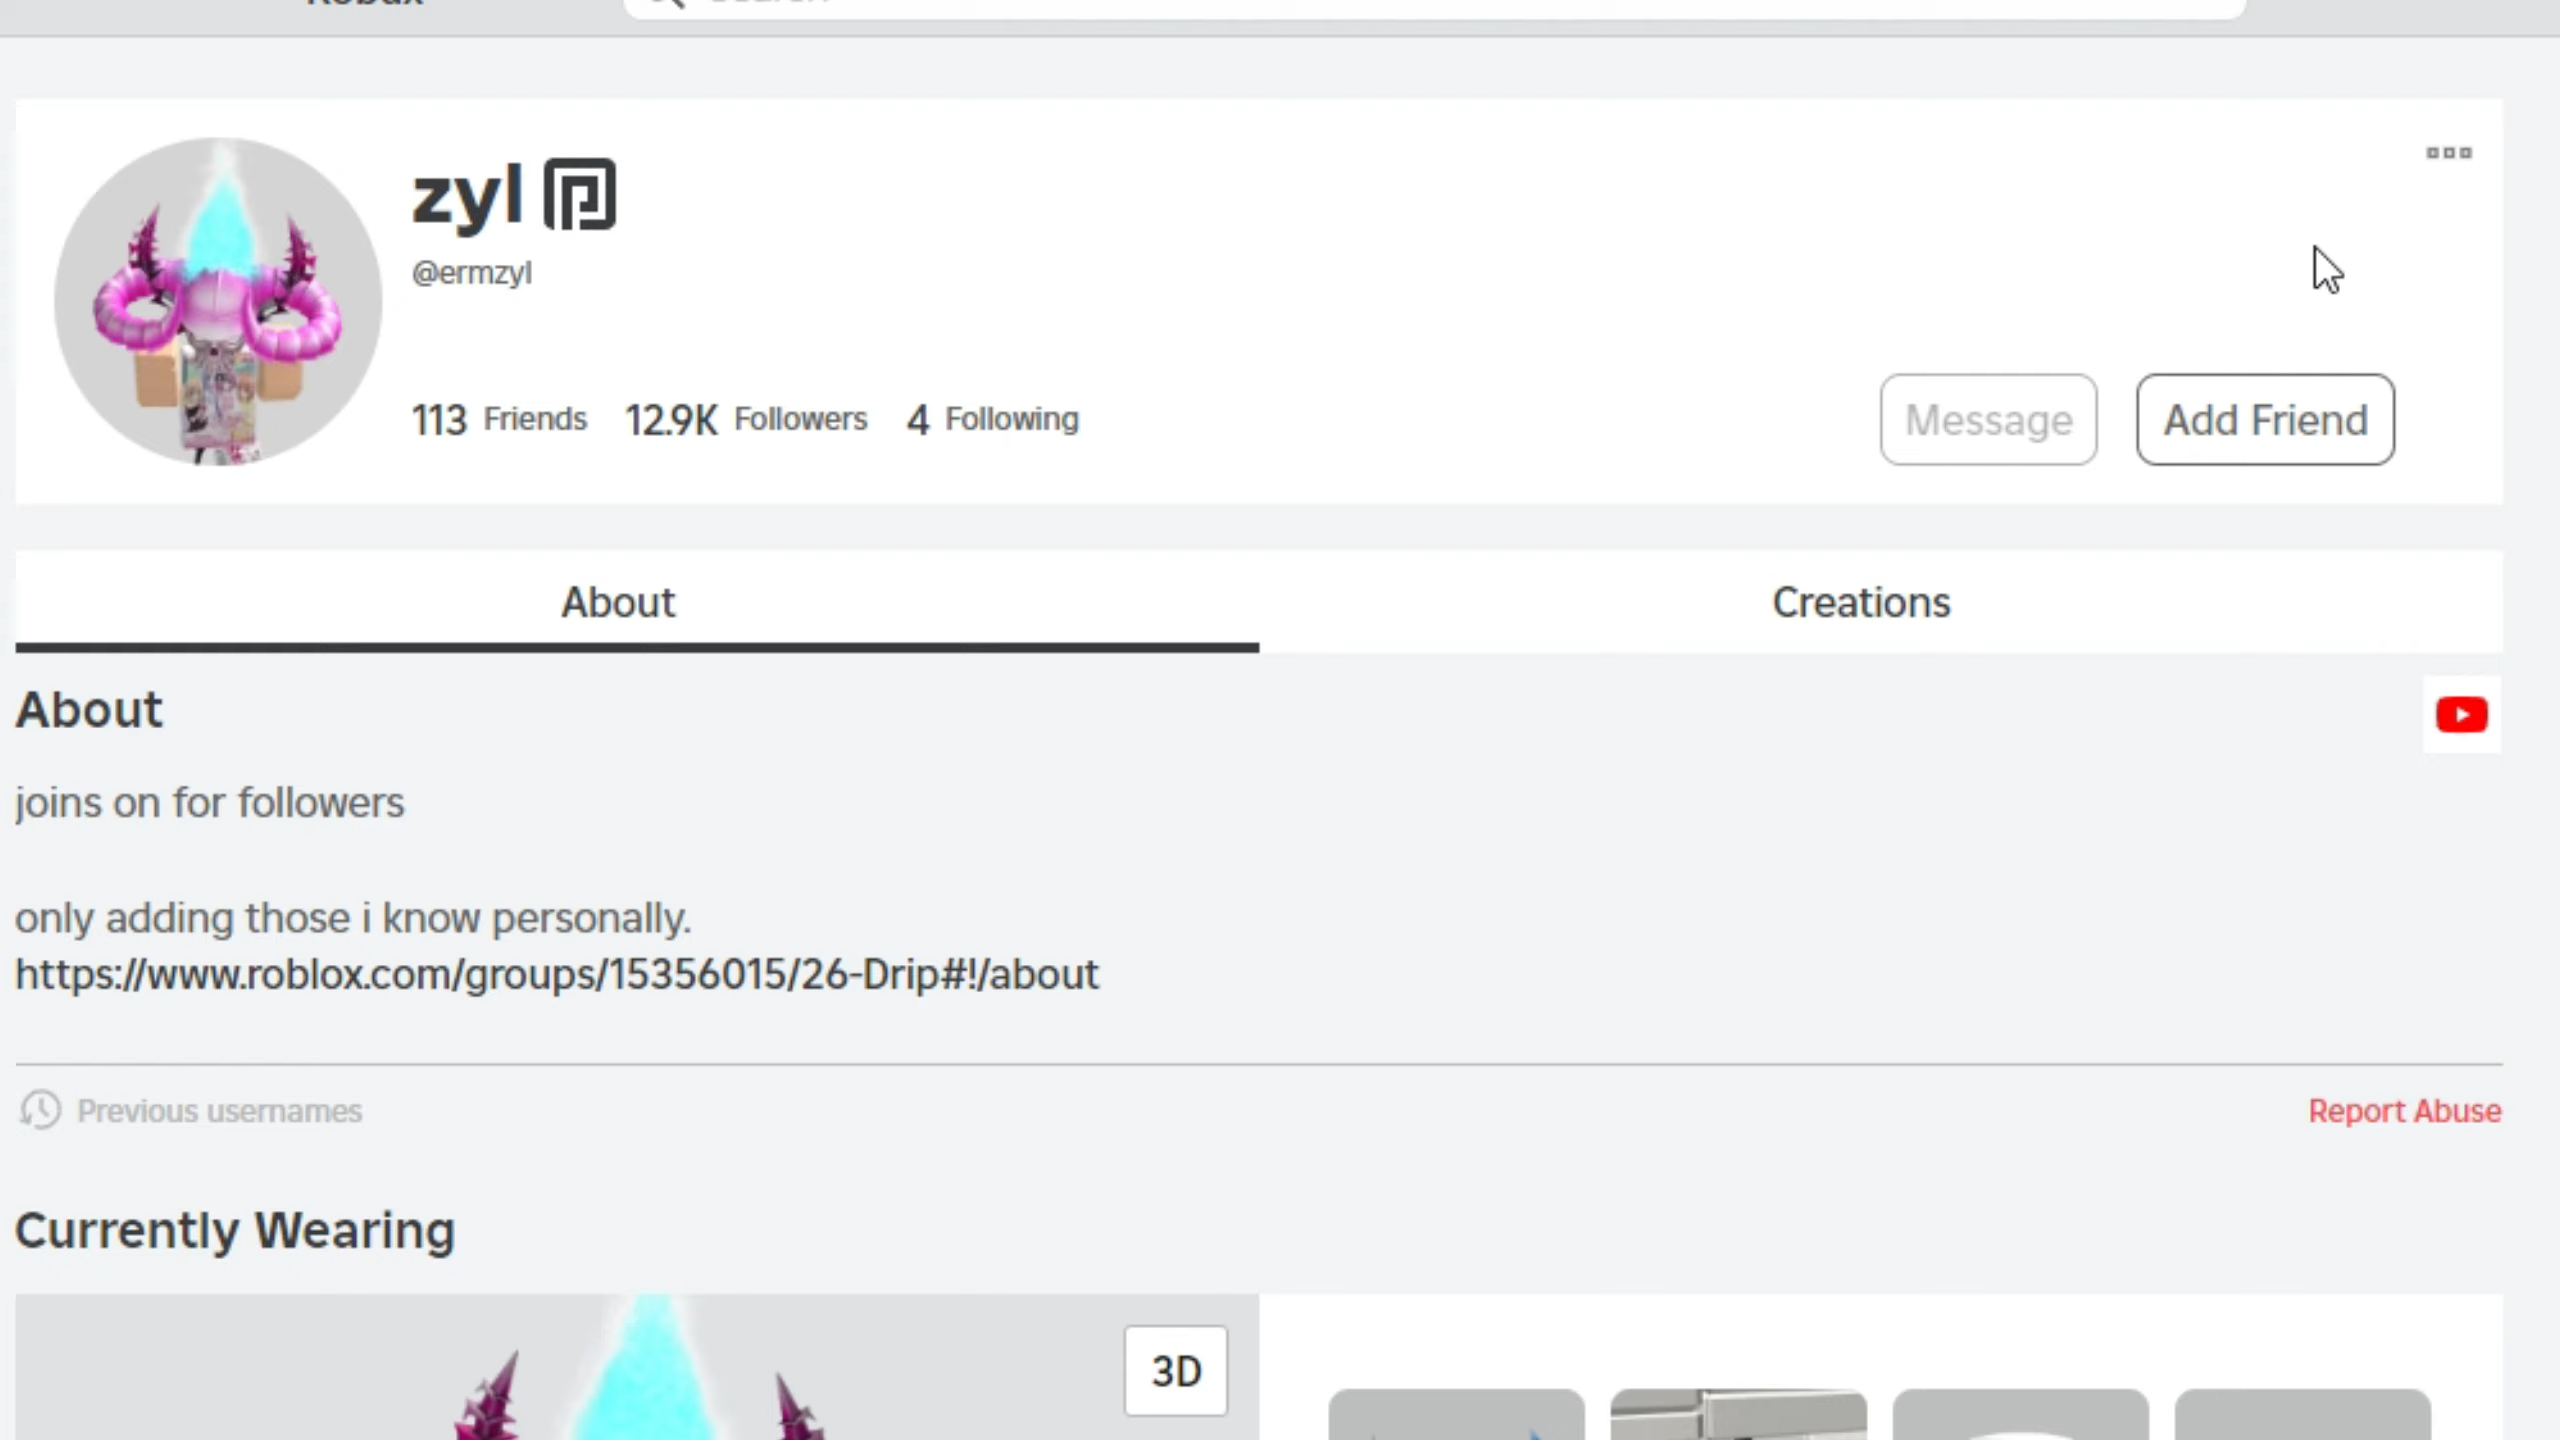 Robux
Search
zyl
@ermzyl
113 Friends 12.9K Followers 4 Following
Message
Add Friend
About
Creations
About
joins on for followers
only adding those i know personally.
https://www.roblox.com/groups/15356015/26-Drip#!/about
Previous usernames
Report Abuse
Currently Wearing
3D